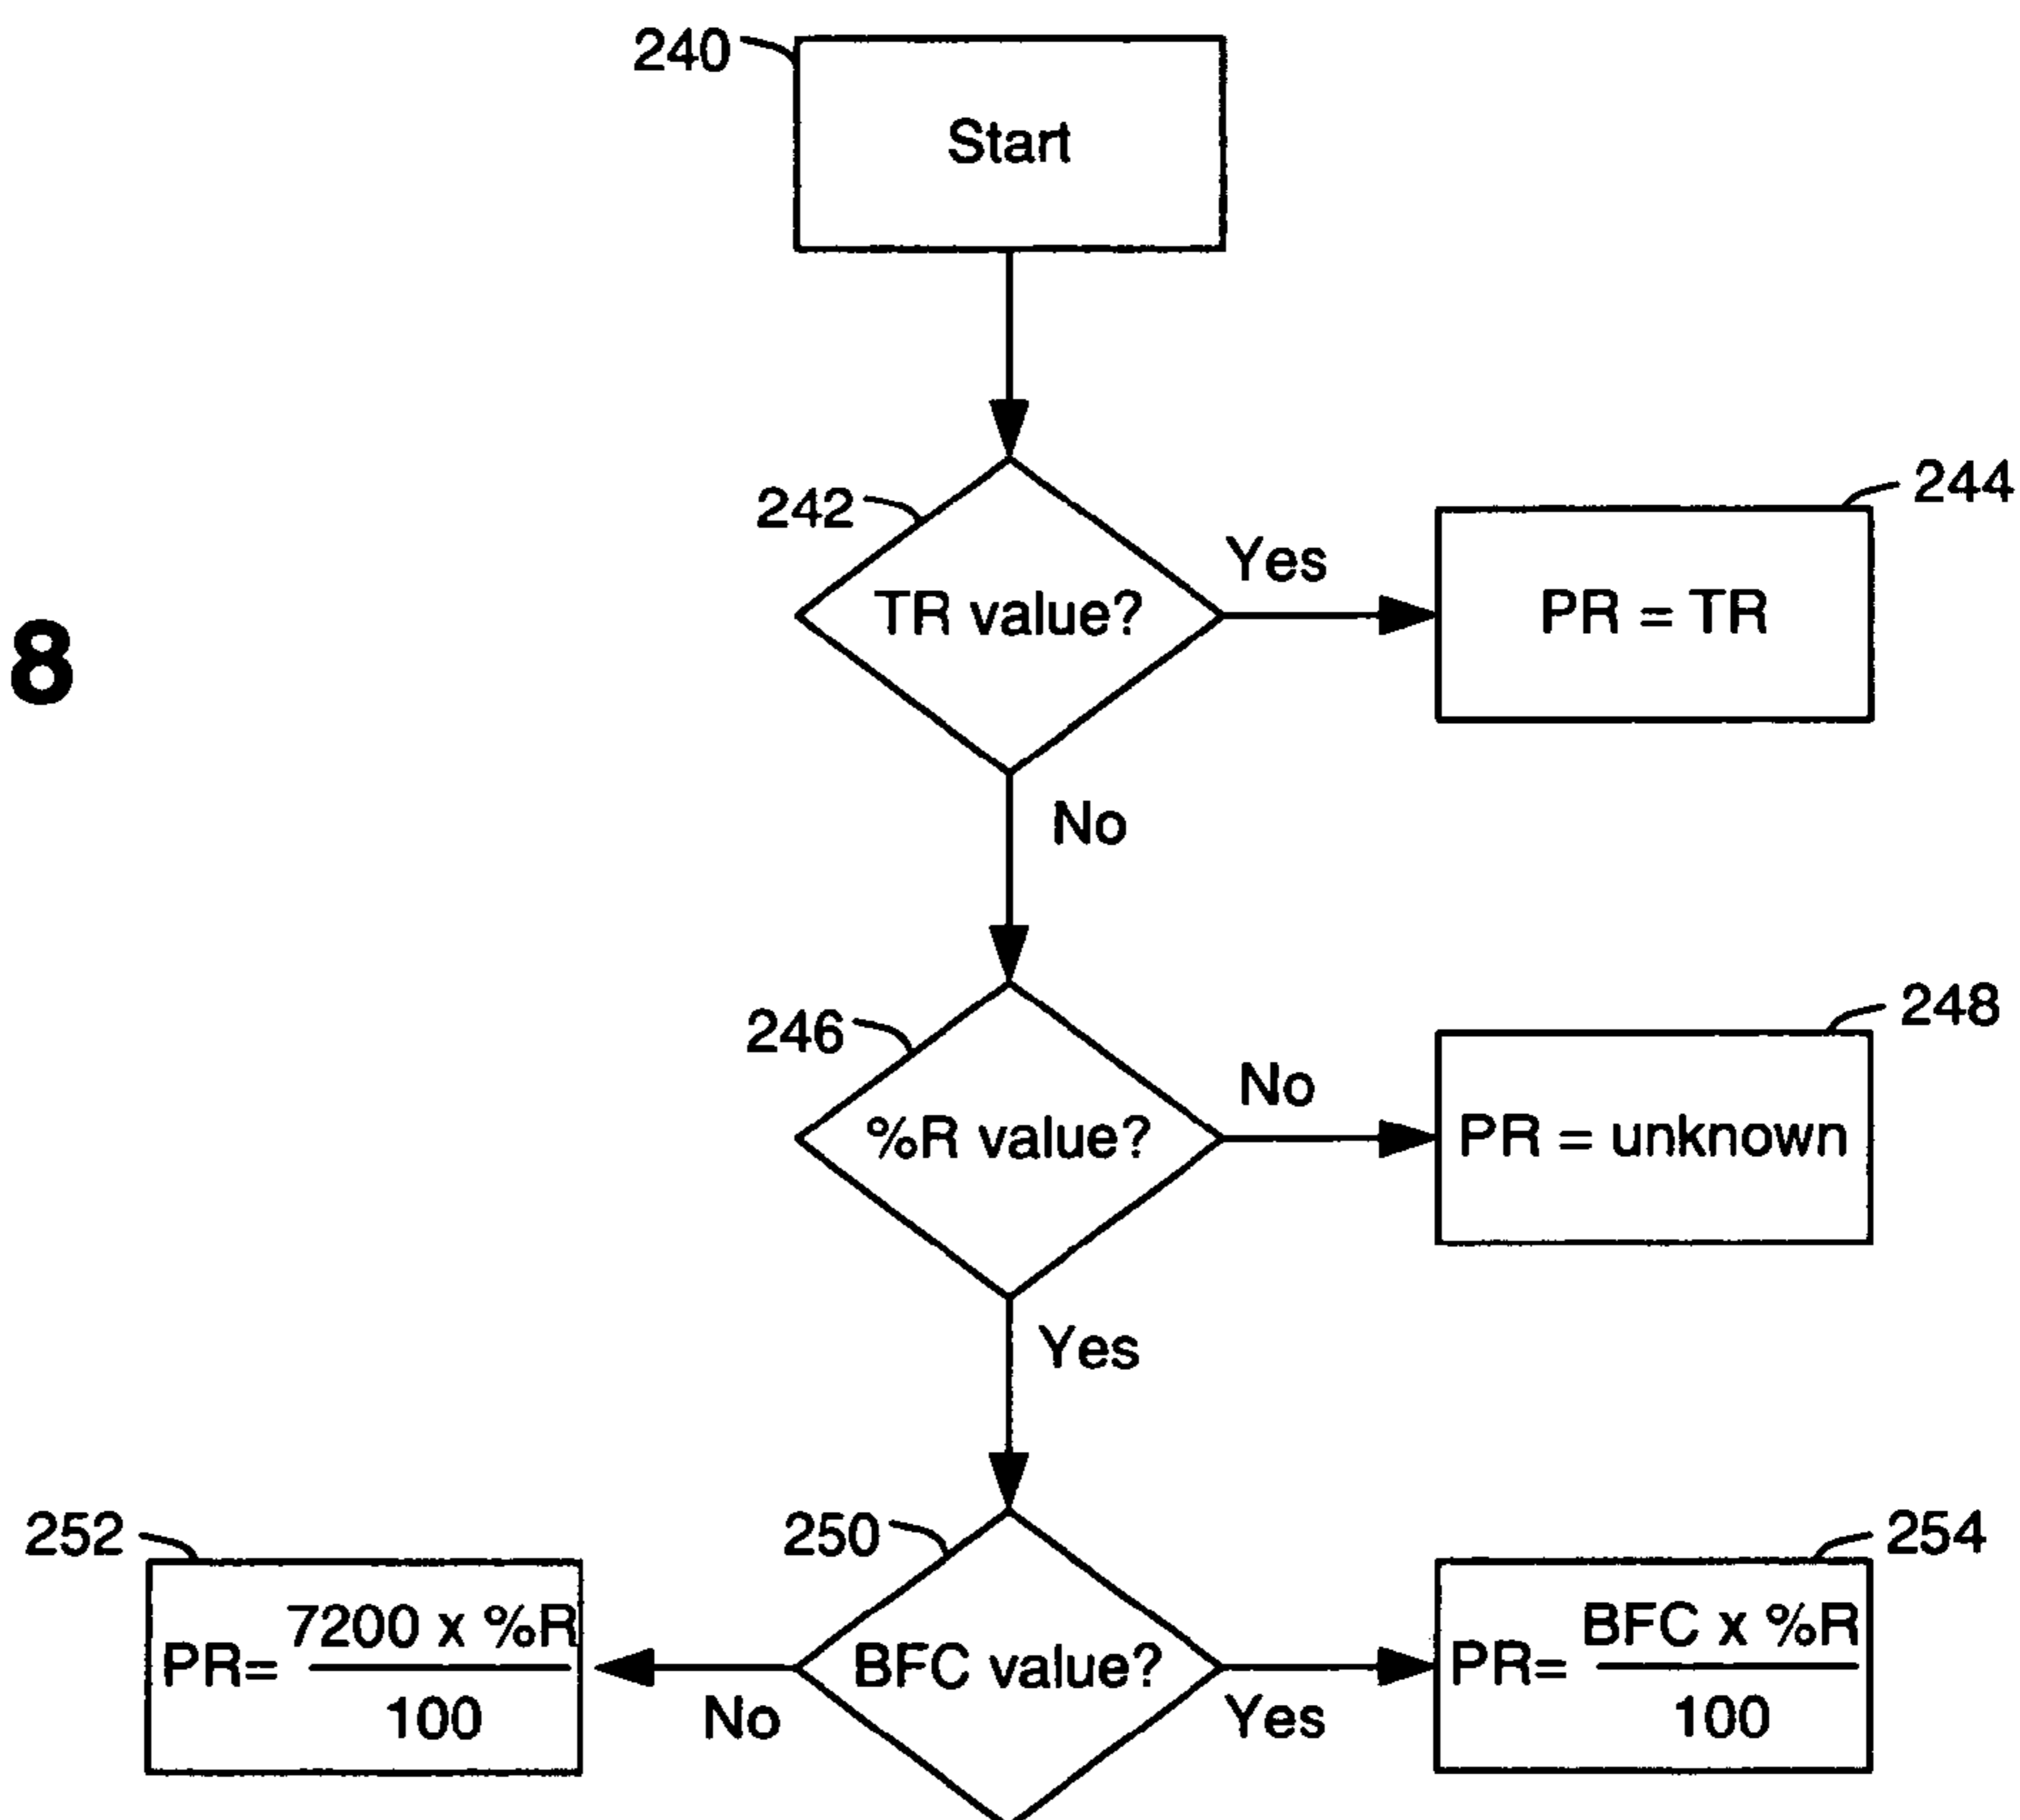 240
Start
242
TR value?
Yes
244
PR = TR
8
No
246
%R value?
No
248
PR = unknown
Yes
252
PR= 7200 x %R
100
250
BFC value?
No
Yes
254
PR= BFC x %R
100